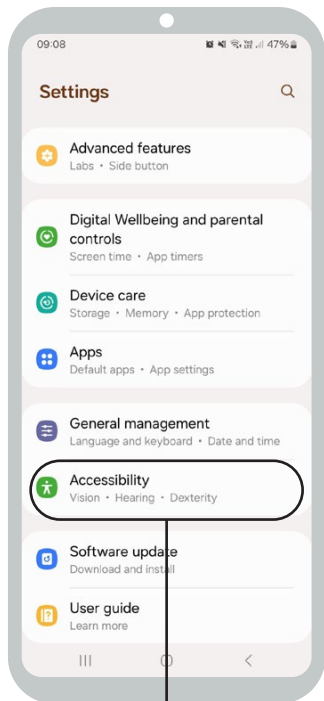 09:08 47%
Settings
Advanced features
Labs • Side button
Digital Wellbeing and parental
controls
Screen time • App timers
Device care
Storage • Memory • App protection
Apps
Default apps • App settings
General management
Language and keyboard • Date and time
Accessibility
Vision • Hearing • Dexterity
Software update
Download and install
User guide
Learn more